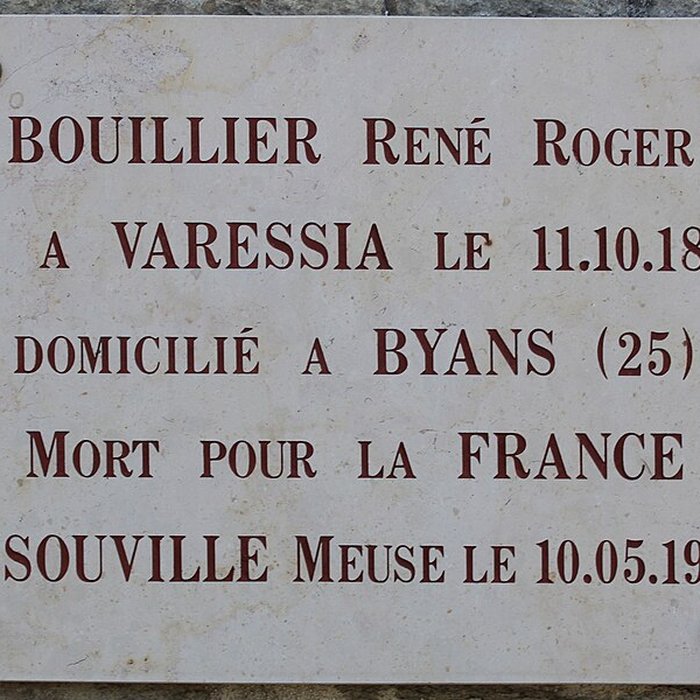 BOUILLIER RENÉ ROGER
A VARESSIA LE 11.10.18
DOMICILIÉ A BYANS (25)
MORT POUR LA FRANCE
SOUVILLE MEUSE LE 10.05.19